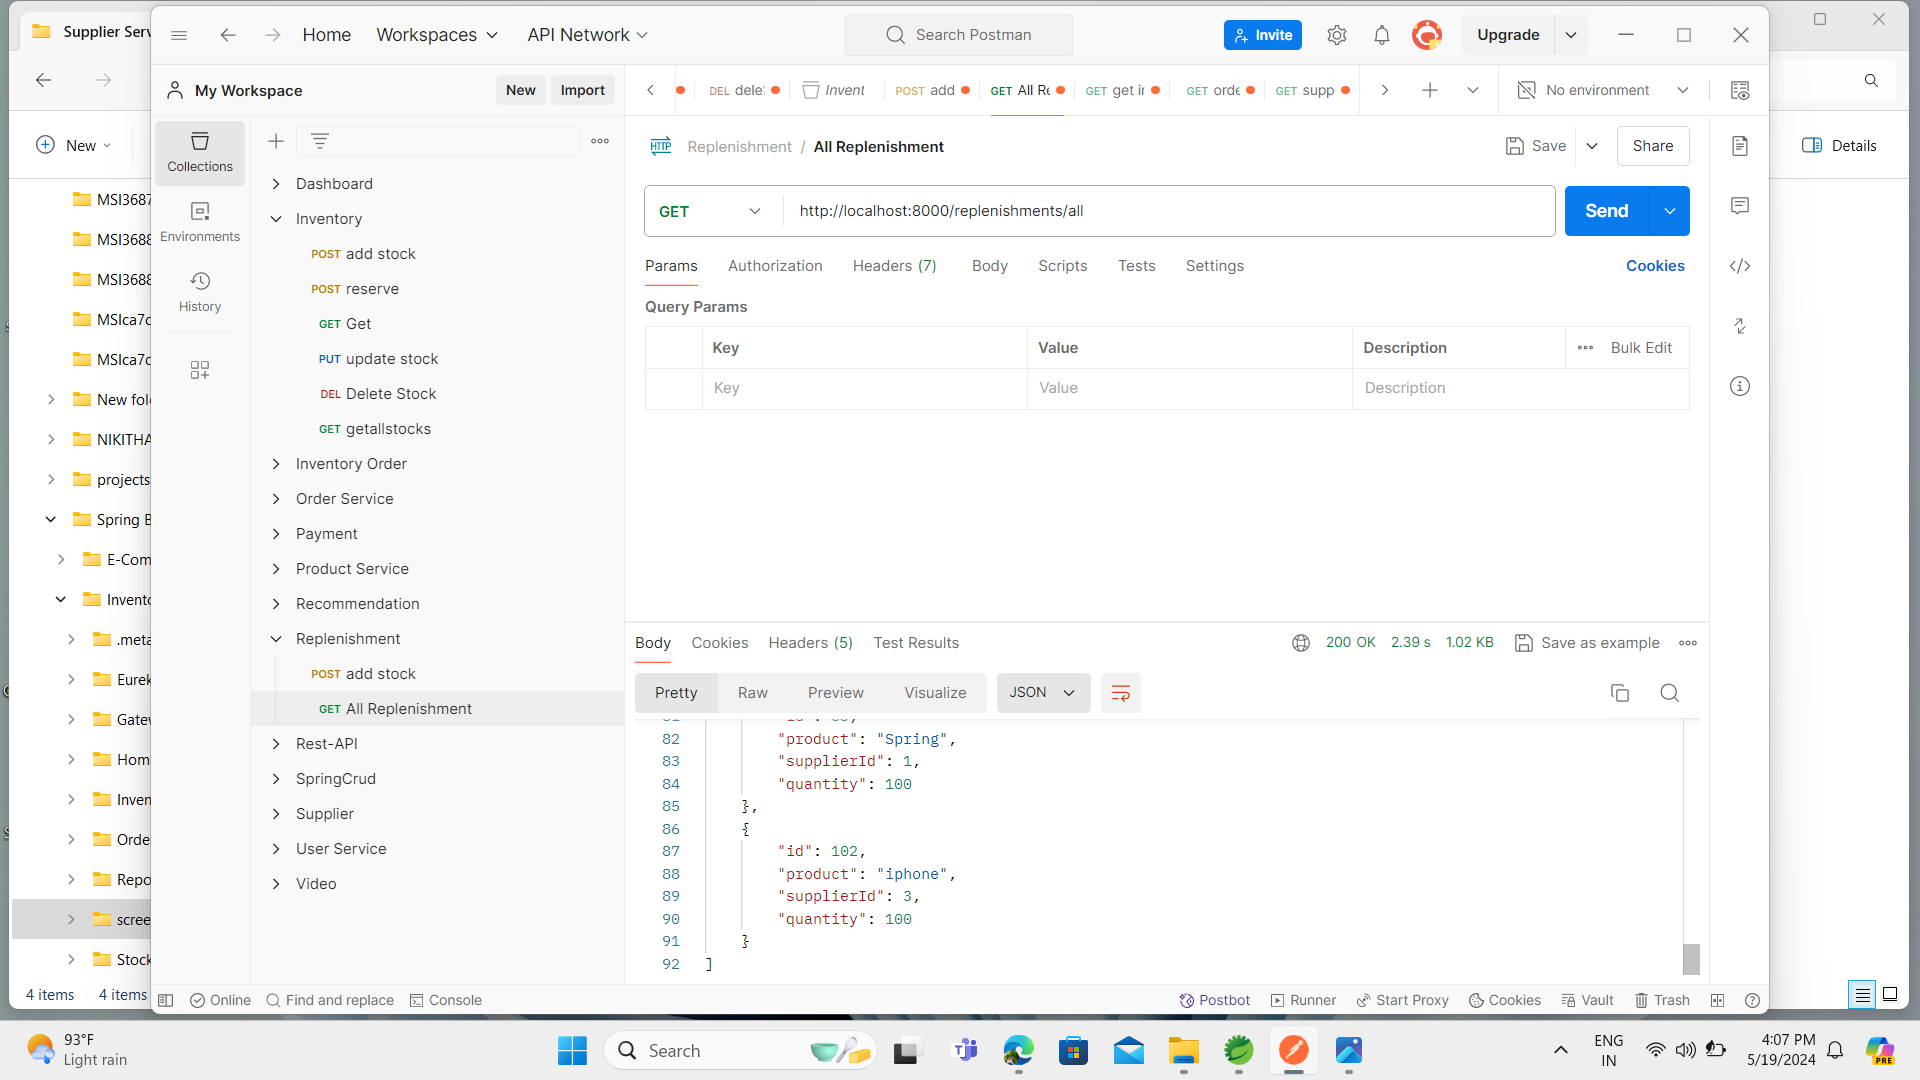 Supplier Serv
Home
Workspaces
API Network
Search Postman
Invite
Upgrade
My Workspace
New
Import
DEL dele
Invent
POST add
GET All Re
GET get i
GET orde
GET supp
No environment
New
Details
Collections
Environments
History
MSI3687
MSI3688
MSI3688
MSIca7c
MSIca7c
New fol
NIKITHA
projects
Spring B
E-Com
Invento
.meta
Eurek
Gatew
Hom
Inven
Orde
Repo
scree
Stock
4 items
4 items
Dashboard
Inventory
POST add stock
POST reserve
GET Get
PUT update stock
DEL Delete Stock
GET getallstocks
Inventory Order
Order Service
Payment
Product Service
Recommendation
Replenishment
POST add stock
GET All Replenishment
Rest-API
SpringCrud
Supplier
User Service
Video
HTTP Replenishment / All Replenishment
Save
Share
GET
http://localhost:8000/replenishments/all
Send
Params
Authorization
Headers (7)
Body
Scripts
Tests
Settings
Cookies
Query Params
Key
Value
Description
Bulk Edit
Key
Value
Description
Body
Cookies
Headers (5)
Test Results
200 OK
2.39 s
1.02 KB
Save as example
Pretty
Raw
Preview
Visualize
JSON
82 "product": "Spring",
83 "supplierId": 1,
84 "quantity": 100
85 },
86 {
87 "id": 102,
88 "product": "iphone",
89 "supplierId": 3,
90 "quantity": 100
91 }
92 ]
Online
Find and replace
Console
Postbot
Runner
Start Proxy
Cookies
Vault
Trash
93°F
Light rain
Search
ENG
IN
4:07 PM
5/19/2024
PRE